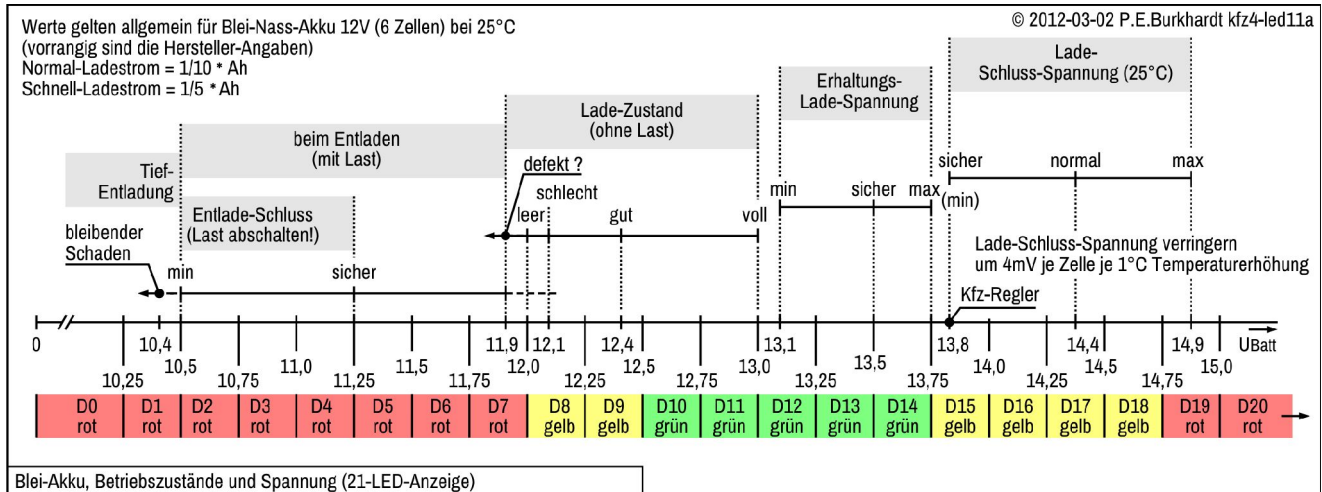 Werte gelten allgemein für Blei-Nass-Akku 12V (6 Zellen) bei 25°C
(vorrangig sind die Hersteller-Angaben)
Normal-Ladestrom = 1/10 * Ah
Schnell-Ladestrom = 1/5 * Ah
© 2012-03-02 P.E.Burkhardt kfz4-led11a
Lade-
Schluss-Spannung (25°C)
Erhaltungs-
Lade-Spannung
Lade-Zustand
(ohne Last)
beim Entladen
(mit Last)
Tief-
Entladung
Entlade-Schluss
(Last abschalten!)
defekt ?
schlecht
leer
gut
voll
min
sicher
max
(min)
sicher
normal
max
bleibender
Schaden
min
sicher
Lade-Schluss-Spannung verringern
um 4mV je Zelle je 1°C Temperaturerhöhung
Kfz-Regler
0 10,4 11,9 12,1 12,4 13,1 13,8 14,4 14,9 UBatt
10,5 11,0 11,5 12,0 12,5 13,0 13,5 14,0 14,5 15,0
10,25 10,75 11,25 11,75 12,25 12,75 13,25 13,75 14,25 14,75
D0 D1 D2 D3 D4 D5 D6 D7 D8 D9 D10 D11 D12 D13 D14 D15 D16 D17 D18 D19 D20
rot rot rot rot rot rot rot rot gelb gelb grün grün grün grün grün gelb gelb gelb gelb rot rot
Blei-Akku, Betriebszustände und Spannung (21-LED-Anzeige)